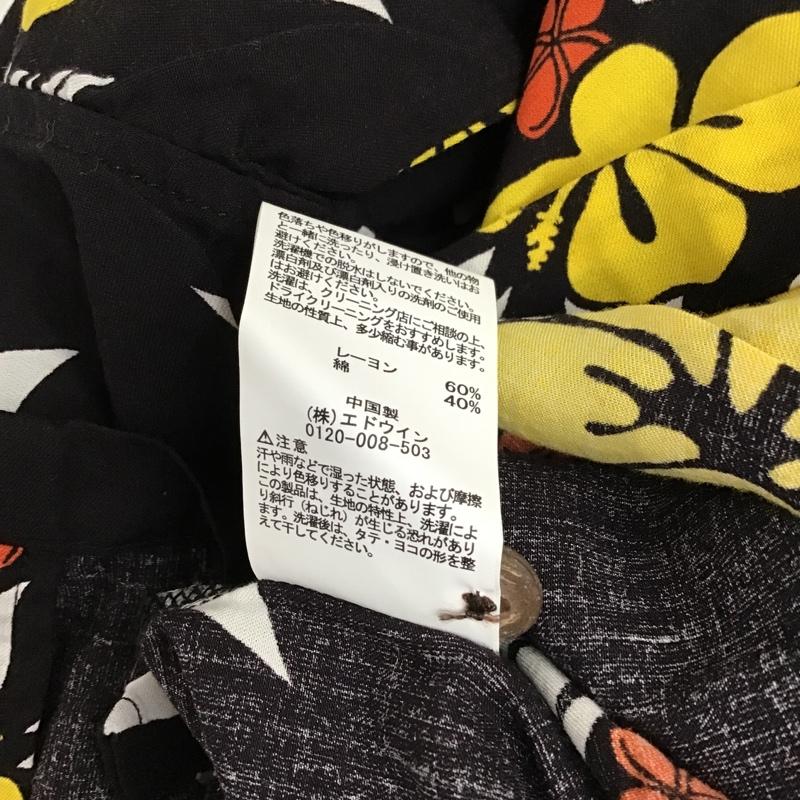 色落ちや色移りがしますので、他の物
と一緒に洗ったり、浸け置き洗いはお
避けください。
洗濯機での脱水はしないでください。
漂白剤及び漂白剤入りの洗剤のご使用
はお避けください。
洗濯は、クリーニング店にご相談の上、
ドライクリーニングをおすすめします。
生地の性質上、多少縮む事があります。
レーヨン 60%
綿 40%
中国製
(株)エドウイン
0120-008-503
⚠注意
汗や雨などで湿った状態、および摩擦
により色移りすることがあります。
この製品は、生地の特性上、洗濯によ
り斜行(ねじれ)が生じる恐れがあり
ます。洗濯後は、タテ・ヨコの形を整
えて干してください。